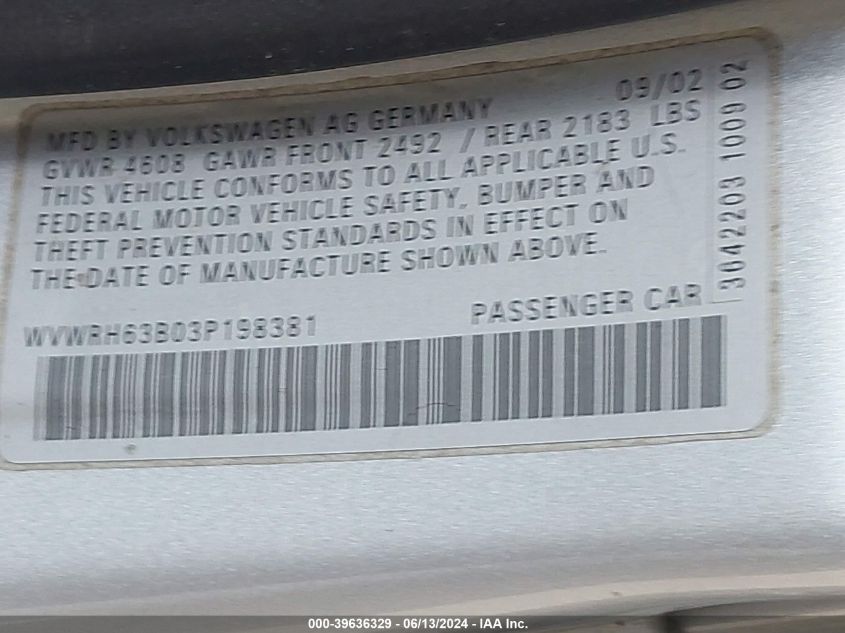 09/02
MFD BY VOLKSWAGEN AG GERMANY
GVWR 4608 GAWR FRONT 2492 / REAR 2183 LBS
THIS VEHICLE CONFORMS TO ALL APPLICABLE U.S.
FEDERAL MOTOR VEHICLE SAFETY, BUMPER AND
THEFT PREVENTION STANDARDS IN EFFECT ON
THE DATE OF MANUFACTURE SHOWN ABOVE.
WVWRH63B03P198381
PASSENGER CAR
3042203 1009 02
000-39636329 - 06/13/2024 - IAA Inc.